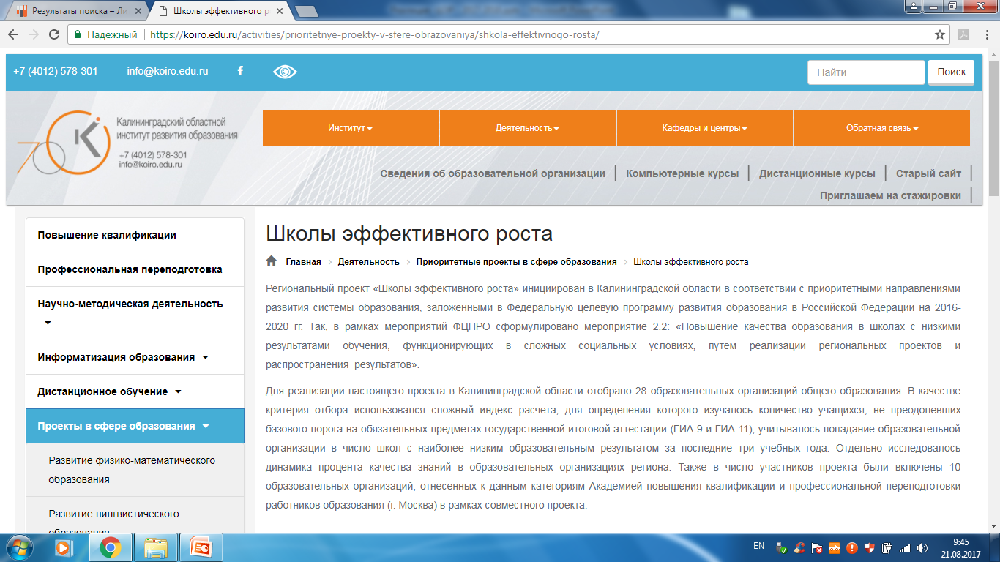 Результаты поиска – Ли
Школы эффективного р
Надежный
https://koiro.edu.ru/activities/prioritetnye-proekty-v-sfere-obrazovaniya/shkola-effektivnogo-rosta/
+7 (4012) 578-301
info@koiro.edu.ru
f
Найти
Поиск
70 К
Калининградский областной
институт развития образования
+7 (4012) 578-301
info@koiro.edu.ru
Институт
Деятельность
Кафедры и центры
Обратная связь
Сведения об образовательной организации
Компьютерные курсы
Дистанционные курсы
Старый сайт
Приглашаем на стажировки
Повышение квалификации
Профессиональная переподготовка
Научно-методическая деятельность
Информатизация образования
Дистанционное обучение
Проекты в сфере образования
Развитие физико-математического
образования
Развитие лингвистического
образования
Школы эффективного роста
Главная > Деятельность > Приоритетные проекты в сфере образования > Школы эффективного роста
Региональный проект «Школы эффективного роста» инициирован в Калининградской области в соответствии с приоритетными направлениями
развития системы образования, заложенными в Федеральную целевую программу развития образования в Российской Федерации на 2016-
2020 гг. Так, в рамках мероприятий ФЦПРО сформулировано мероприятие 2.2: «Повышение качества образования в школах с низкими
результатами обучения, функционирующих в сложных социальных условиях, путем реализации региональных проектов и
распространения результатов».
Для реализации настоящего проекта в Калининградской области отобрано 28 образовательных организаций общего образования. В качестве
критерия отбора использовался сложный индекс расчета, для определения которого изучалось количество учащихся, не преодолевших
базового порога на обязательных предметах государственной итоговой аттестации (ГИА-9 и ГИА-11), учитывалось попадание образовательной
организации в число школ с наиболее низким образовательным результатом за последние три учебных года. Отдельно исследовалось
динамика процента качества знаний в образовательных организациях региона. Также в число участников проекта были включены 10
образовательных организаций, отнесенных к данным категориям Академией повышения квалификации и профессиональной переподготовки
работников образования (г. Москва) в рамках совместного проекта.
EN
9:45
21.08.2017